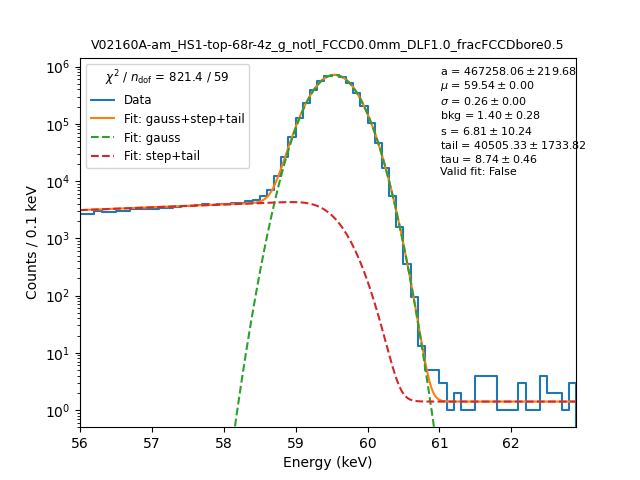 V02160A-am_HS1-top-68r-4z_g_notl_FCCD0.0mm_DLF1.0_fracFCCDbore0.5
χ² / n_dof = 821.4 / 59
Data
Fit: gauss+step+tail
Fit: gauss
Fit: step+tail
a = 467258.06 ± 219.68
μ = 59.54 ± 0.00
σ = 0.26 ± 0.00
bkg = 1.40 ± 0.28
s = 6.81 ± 10.24
tail = 40505.33 ± 1733.82
tau = 8.74 ± 0.46
Valid fit: False
Counts / 0.1 keV
10⁶
10⁵
10⁴
10³
10²
10¹
10⁰
56 57 58 59 60 61 62
Energy (keV)